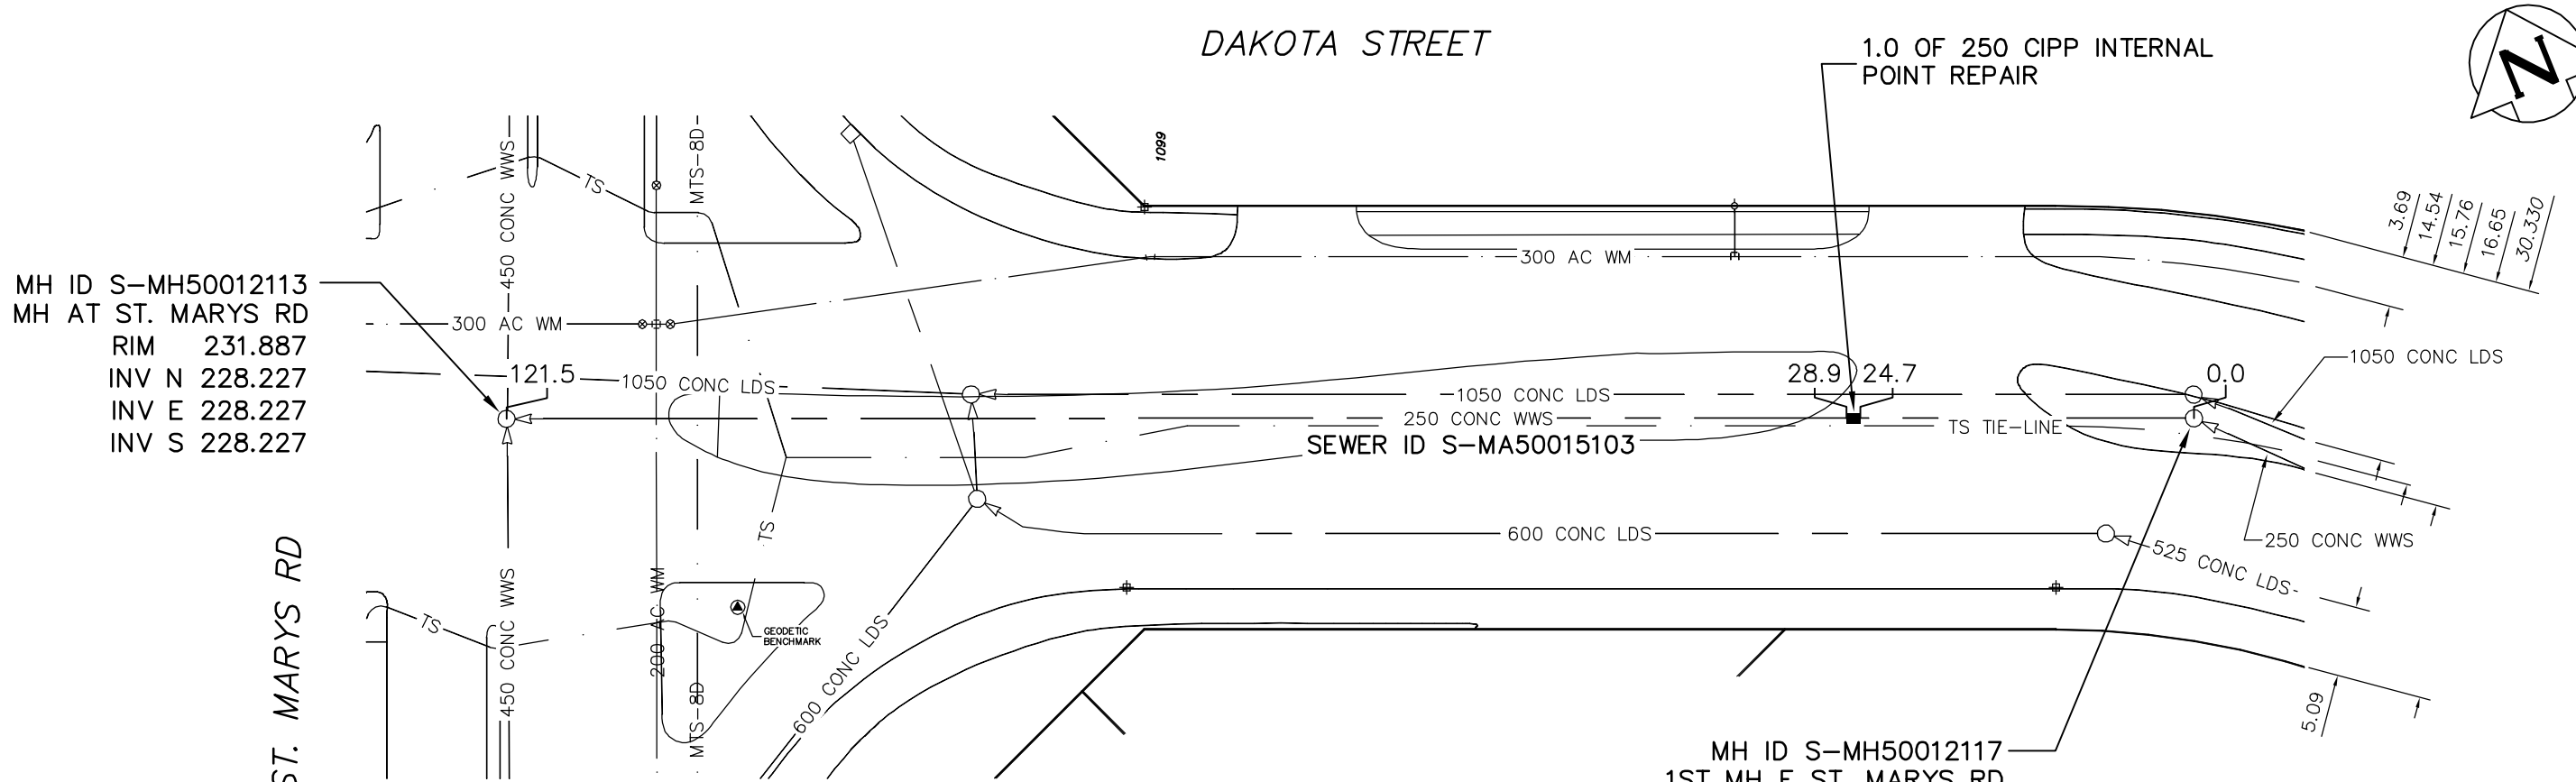 DAKOTA STREET
1.0 OF 250 CIPP INTERNAL
POINT REPAIR
N
1099
450 CONC WWS
MTS-8D
TS
3.69
14.54
15.76
16.65
30.330
300 AC WM
MH ID S-MH50012113
MH AT ST. MARYS RD
RIM 231.887
INV N 228.227
INV E 228.227
INV S 228.227
300 AC WM
121.5
1050 CONC LDS
1050 CONC LDS
28.9
24.7
0.0
1050 CONC LDS
250 CONC WWS
TS TIE-LINE
SEWER ID S-MA50015103
TS
600 CONC LDS
525 CONC LDS
250 CONC WWS
ST. MARYS RD
TS
450 CONC WWS
200 AC WM
MTS-8D
GEODETIC
BENCHMARK
600 CONC LDS
5.09
MH ID S-MH50012117
1ST MH E ST. MARYS RD